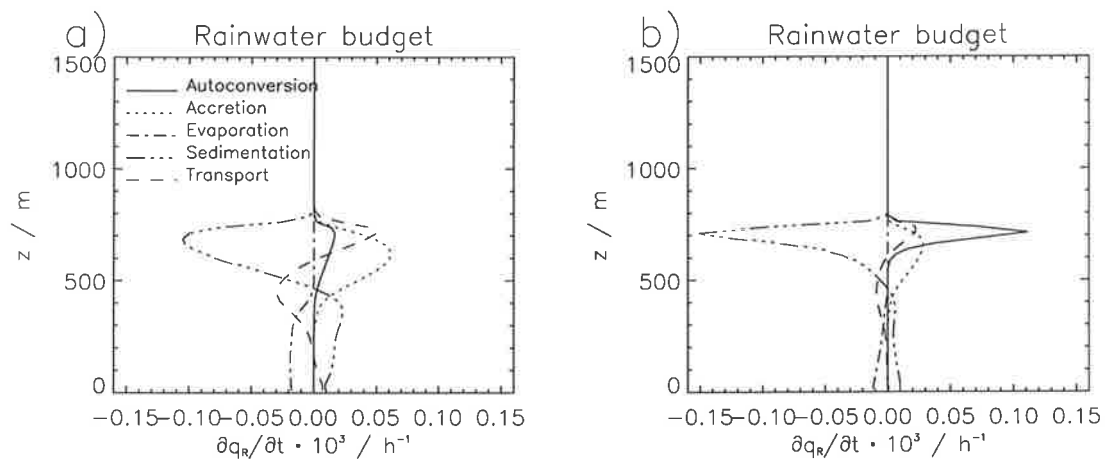 a)
Rainwater budget
1500
1000
500
0
z / m
Autoconversion
Accretion
Evaporation
Sedimentation
Transport
−0.15 −0.10 −0.05 0.00 0.05 0.10 0.15
∂qR/∂t · 10³ / h⁻¹
b)
Rainwater budget
1500
1000
500
0
z / m
−0.15 −0.10 −0.05 0.00 0.05 0.10 0.15
∂qR/∂t · 10³ / h⁻¹